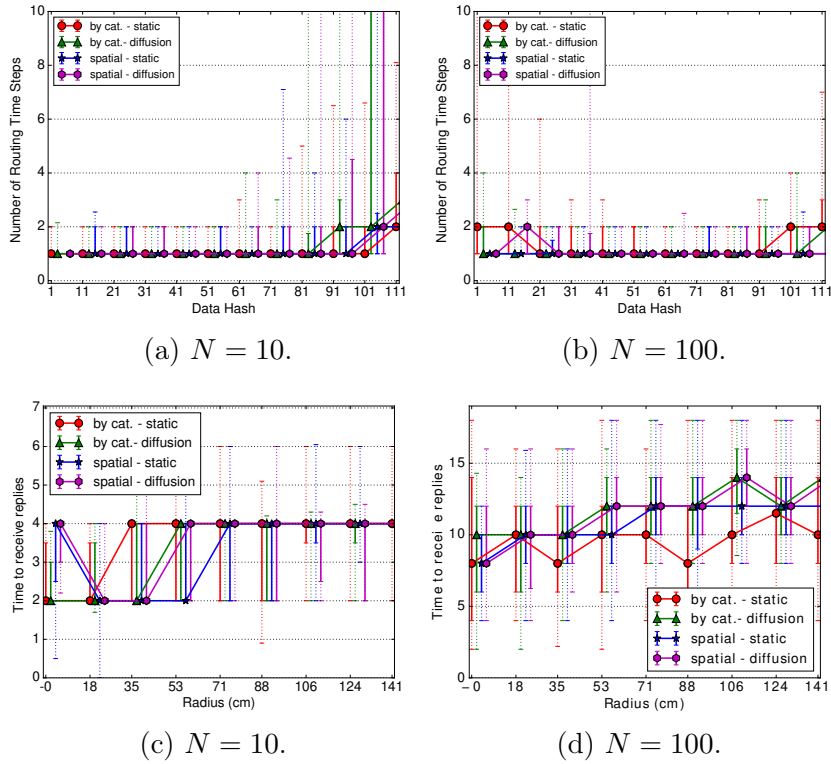 10
8
6
4
2
0
Number of Routing Time Steps
by cat. - static
by cat.- diffusion
spatial - static
spatial - diffusion
1 11 21 31 41 51 61 71 81 91 101 111
Data Hash
(a) N = 10.
10
8
6
4
2
0
Number of Routing Time Steps
by cat. - static
by cat.- diffusion
spatial - static
spatial - diffusion
1 11 21 31 41 51 61 71 81 91 101 111
Data Hash
(b) N = 100.
7
6
5
4
3
2
1
0
Time to receive replies
by cat. - static
by cat.- diffusion
spatial - static
spatial - diffusion
-0 18 35 53 71 88 106 124 141
Radius (cm)
(c) N = 10.
15
10
5
0
Time to recei e replies
by cat. - static
by cat. - diffusion
spatial - static
spatial - diffusion
−0 18 35 53 71 88 106 124 141
Radius (cm)
(d) N = 100.